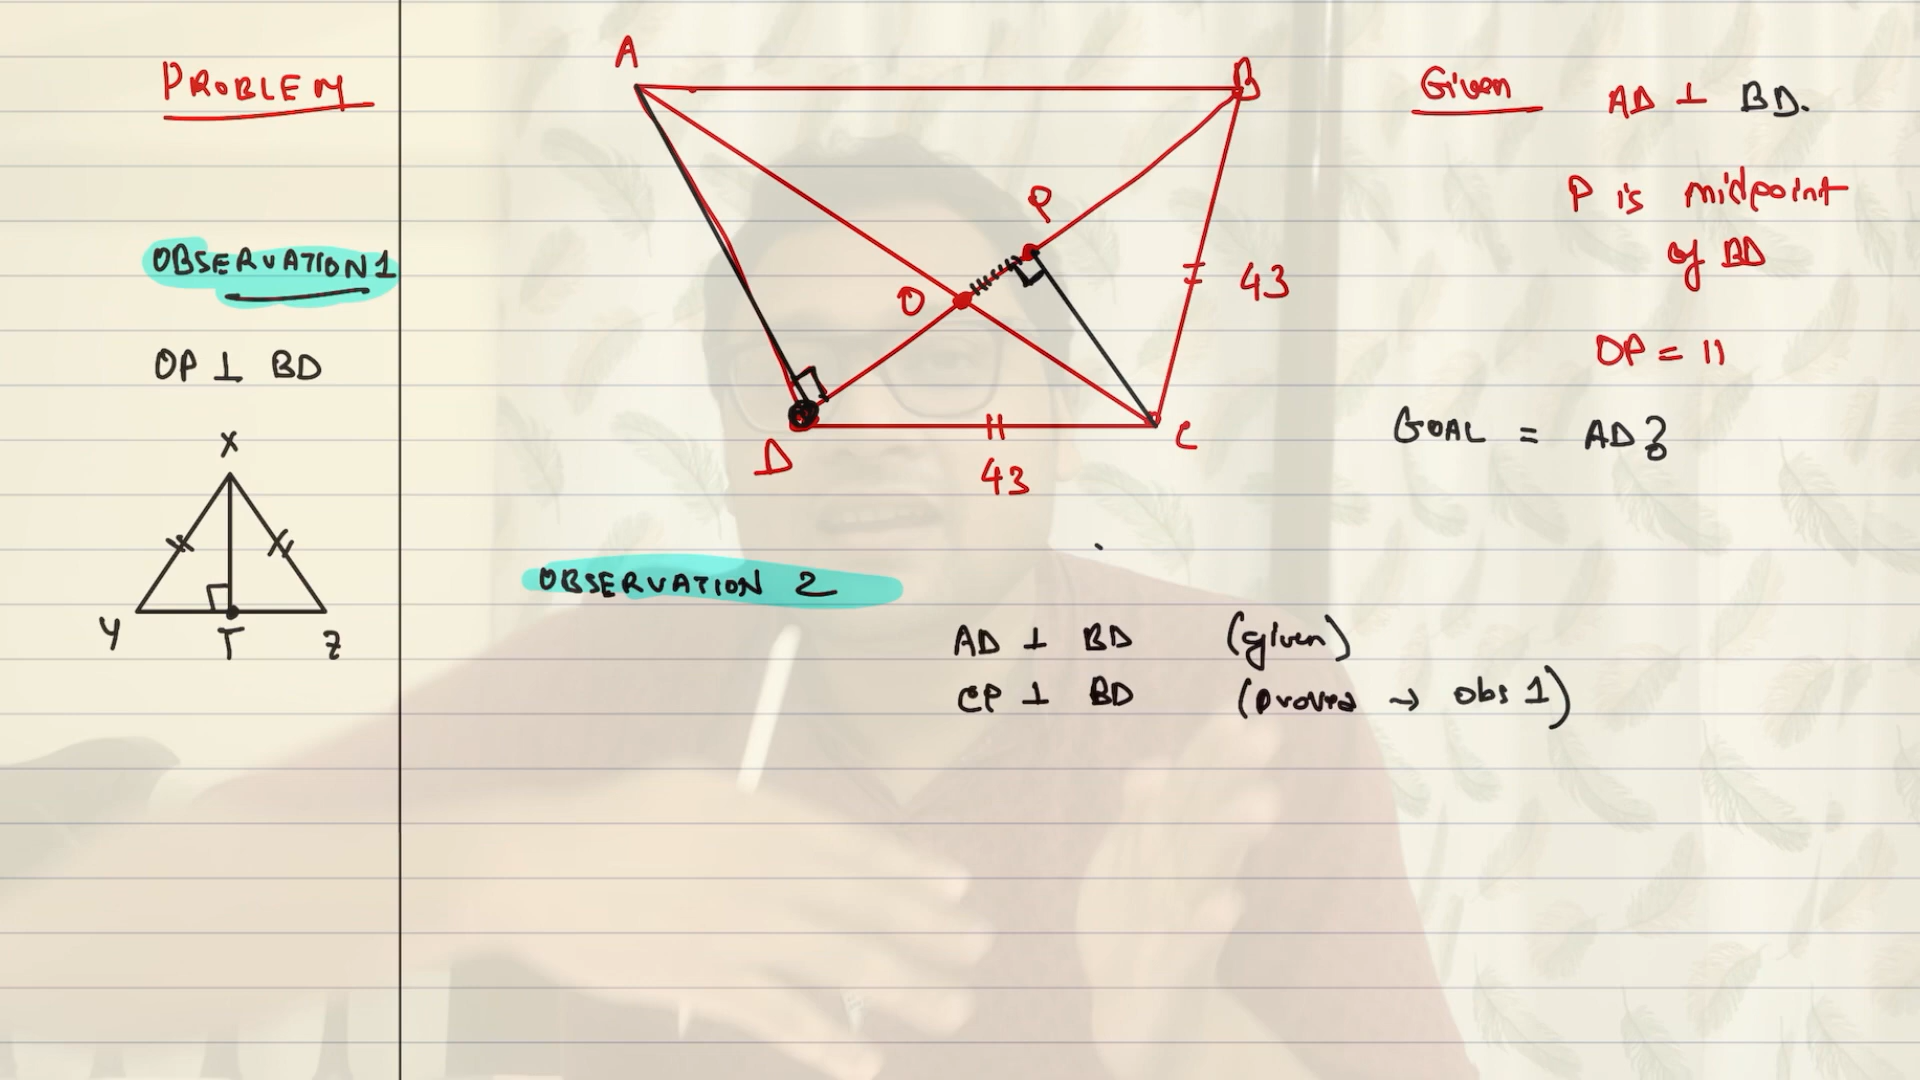 PROBLEM
OBSERVATION 1
OP ⊥ BD
X
Y T Z
A
B
P
O
43
D
C
43
Given AD ⊥ BD.
P is midpoint
of BD
OP = 11
GOAL = AD?
OBSERVATION 2
AD ⊥ BD (given)
CP ⊥ BD (proved → obs 1)